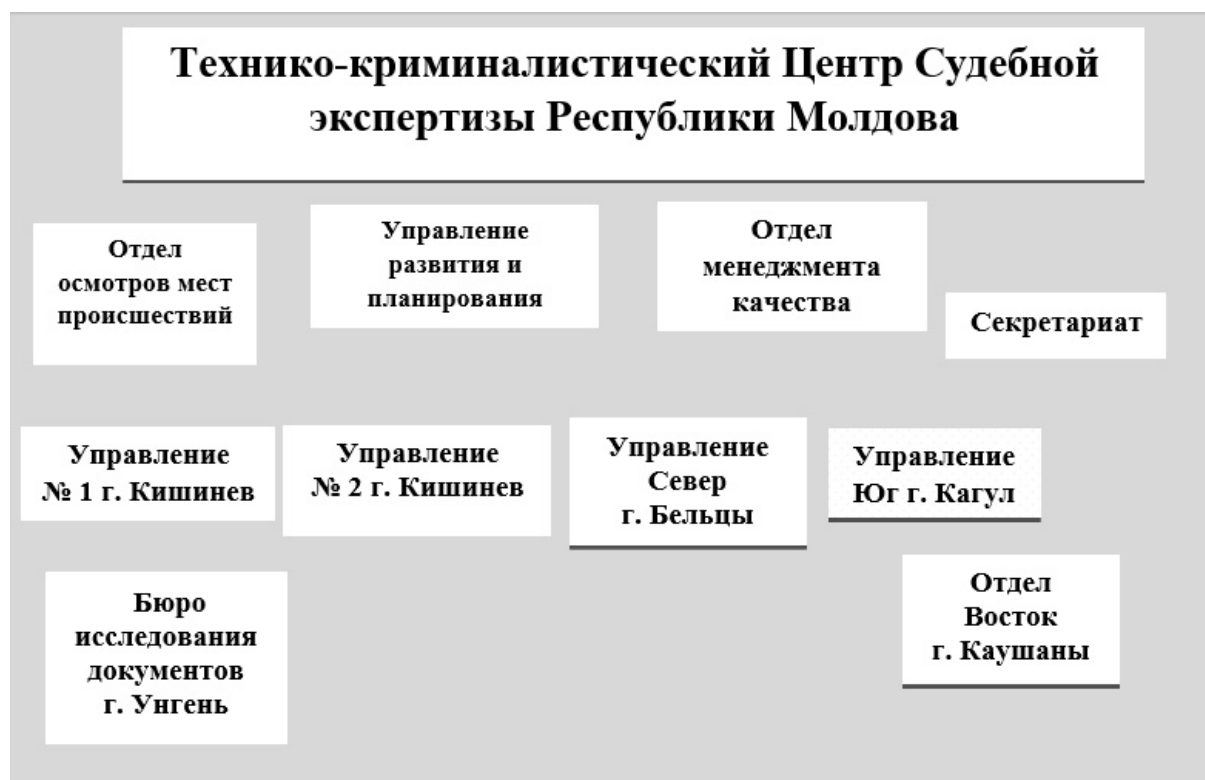 Технико-криминалистический Центр Судебной
экспертизы Республики Молдова
Отдел
осмотров мест
происшествий
Управление
развития и
планирования
Отдел
менеджмента
качества
Секретариат
Управление
№ 1 г. Кишинев
Управление
№ 2 г. Кишинев
Управление
Север
г. Бельцы
Управление
Юг г. Кагул
Бюро
исследования
документов
г. Унгень
Отдел
Восток
г. Каушаны